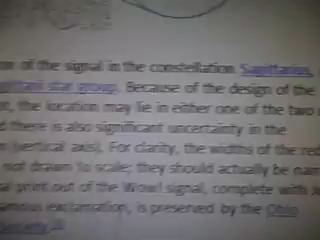 of the signal in the constellation Sagittarius,
star group. Because of the design of the
the location may lie in either one of the two
there is also significant uncertainty in the
(vertical axis). For clarity, the widths of the red
not drawn to scale; they should actually be
print out of the Wow! signal, complete with
exclamation, is preserved by the Ohio